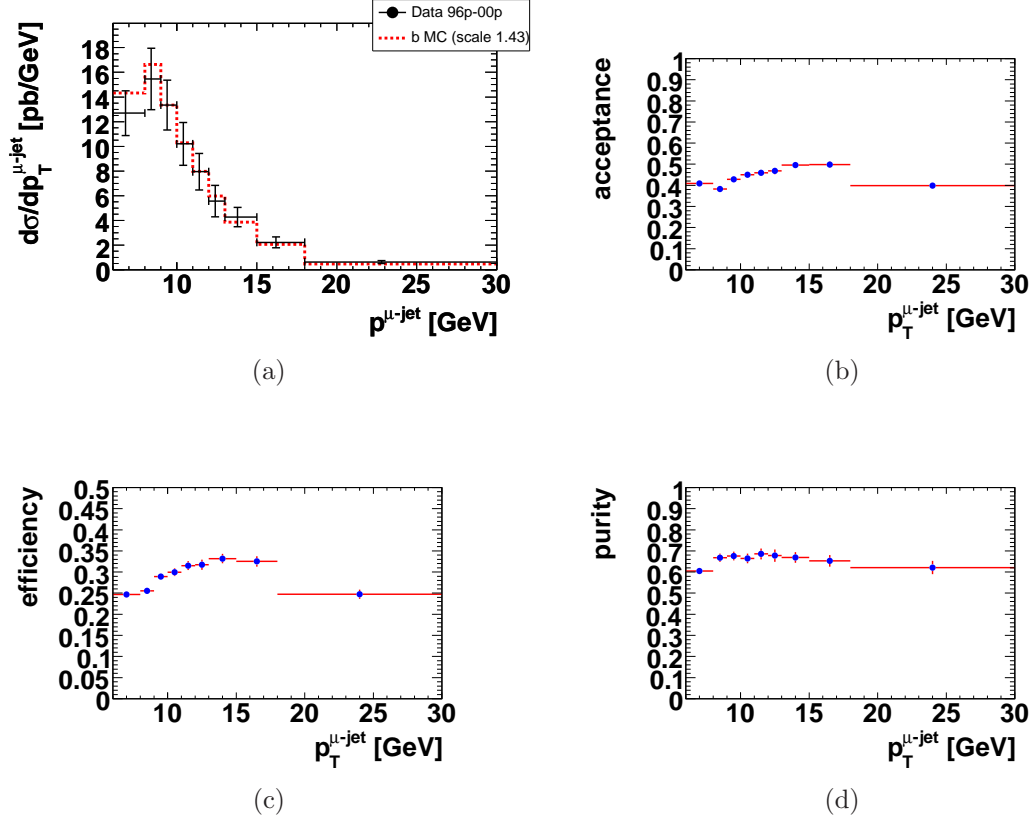 Data 96p-00p
b MC (scale 1.43)
dσ/dp_T^μ-jet [pb/GeV]
18
16
14
12
10
8
6
4
2
0
10 15 20 25 30
p^μ-jet [GeV]
(a)
acceptance
1
0.9
0.8
0.7
0.6
0.5
0.4
0.3
0.2
0.1
0
10 15 20 25 30
p_T^μ-jet [GeV]
(b)
efficiency
0.5
0.45
0.4
0.35
0.3
0.25
0.2
0.15
0.1
0.05
0
10 15 20 25 30
p_T^μ-jet [GeV]
(c)
purity
1
0.9
0.8
0.7
0.6
0.5
0.4
0.3
0.2
0.1
0
10 15 20 25 30
p_T^μ-jet [GeV]
(d)